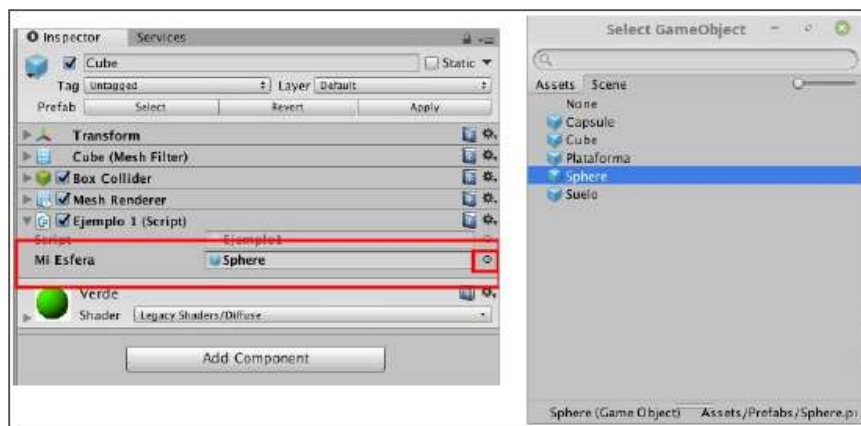 Inspector Services
Cube Static
Tag Untagged Layer Default
Prefab Select Revert Apply
Transform
Cube (Mesh Filter)
Box Collider
Mesh Renderer
Ejemplo 1 (Script)
Script Ejemplo1
Mi Esfera Sphere
Verde
Shader Legacy Shaders/Diffuse
Add Component
Select GameObject
Assets Scene
None
Capsule
Cube
Plataforma
Sphere
Suelo
Sphere (Game Object) Assets/Prefabs/Sphere.pr